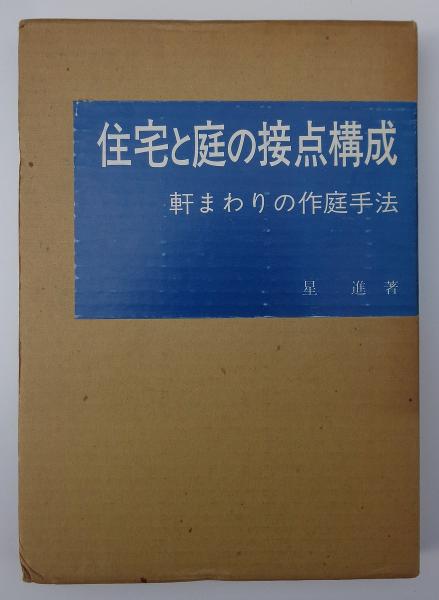 住宅と庭の接点構成
軒まわりの作庭手法
星 進 著